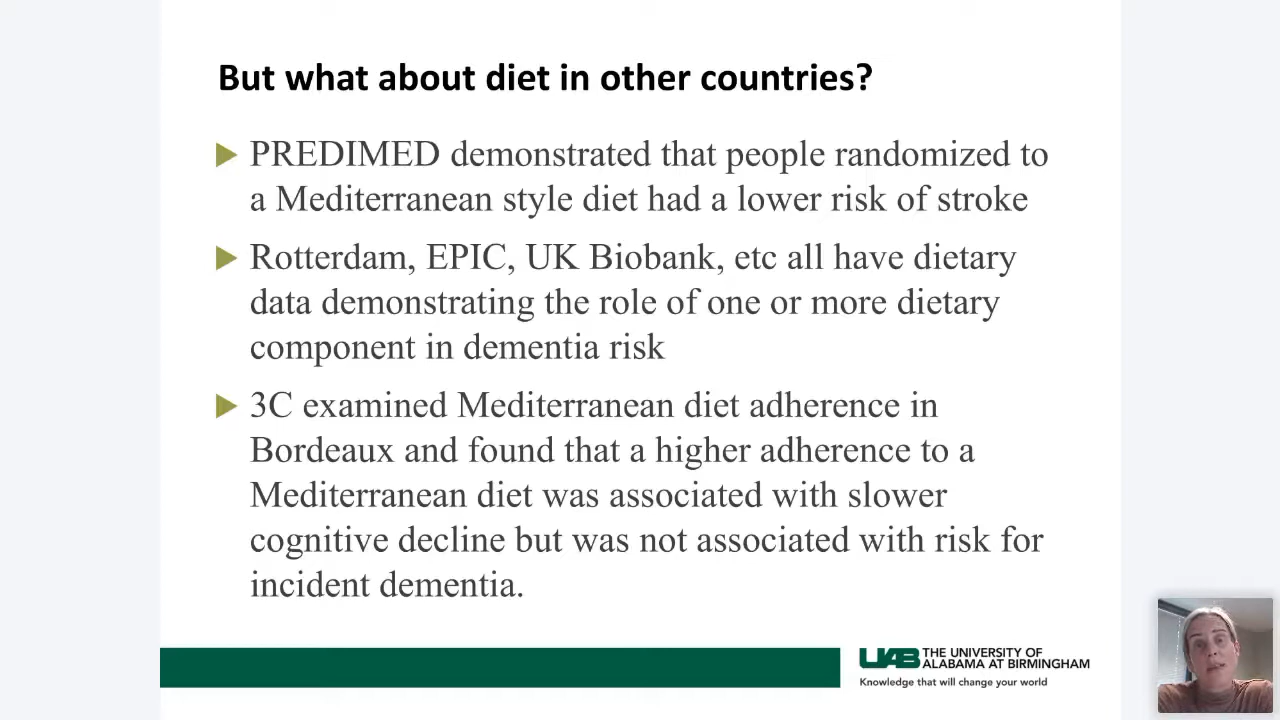 But what about diet in other countries?
PREDIMED demonstrated that people randomized to
a Mediterranean style diet had a lower risk of stroke
Rotterdam, EPIC, UK Biobank, etc all have dietary
data demonstrating the role of one or more dietary
component in dementia risk
3C examined Mediterranean diet adherence in
Bordeaux and found that a higher adherence to a
Mediterranean diet was associated with slower
cognitive decline but was not associated with risk for
incident dementia.
UAB THE UNIVERSITY OF
ALABAMA AT BIRMINGHAM
Knowledge that will change your world